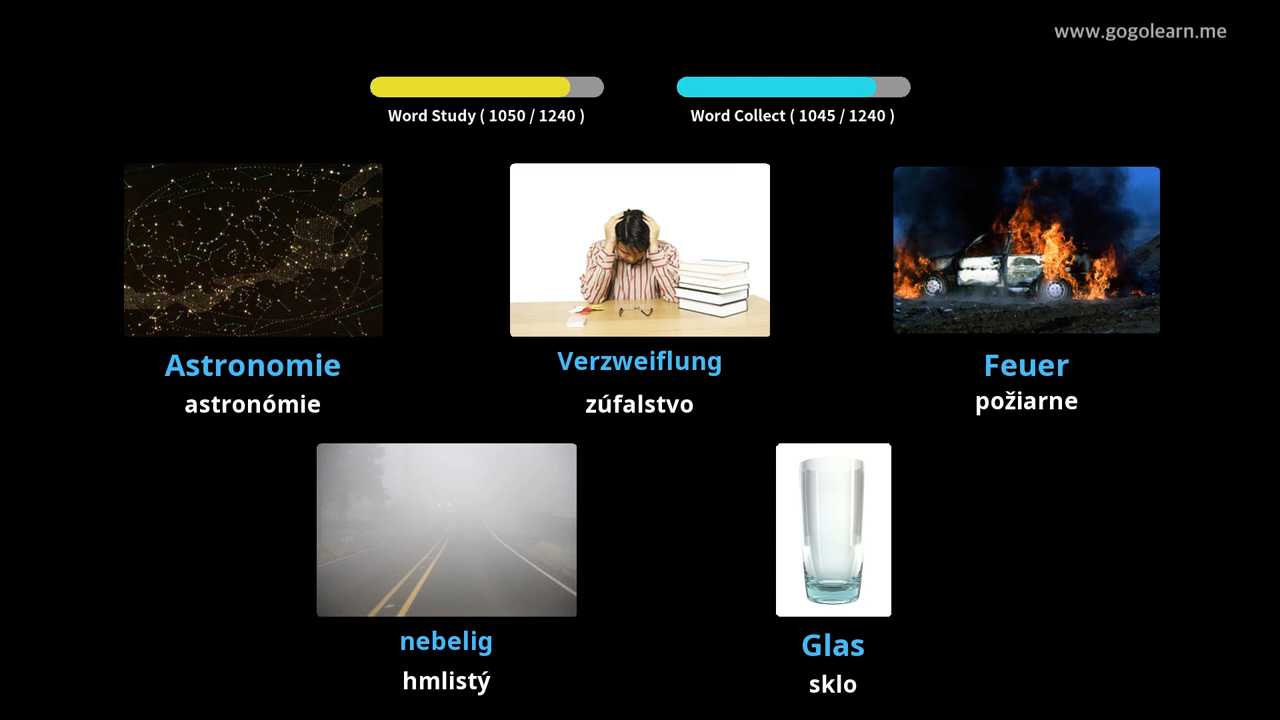 www.gogolearn.me
Word Study ( 1050 / 1240 )
Word Collect ( 1045 / 1240 )
Astronomie
astronómie
Verzweiflung
zúfalstvo
Feuer
požiarne
nebelig
hmlistý
Glas
sklo